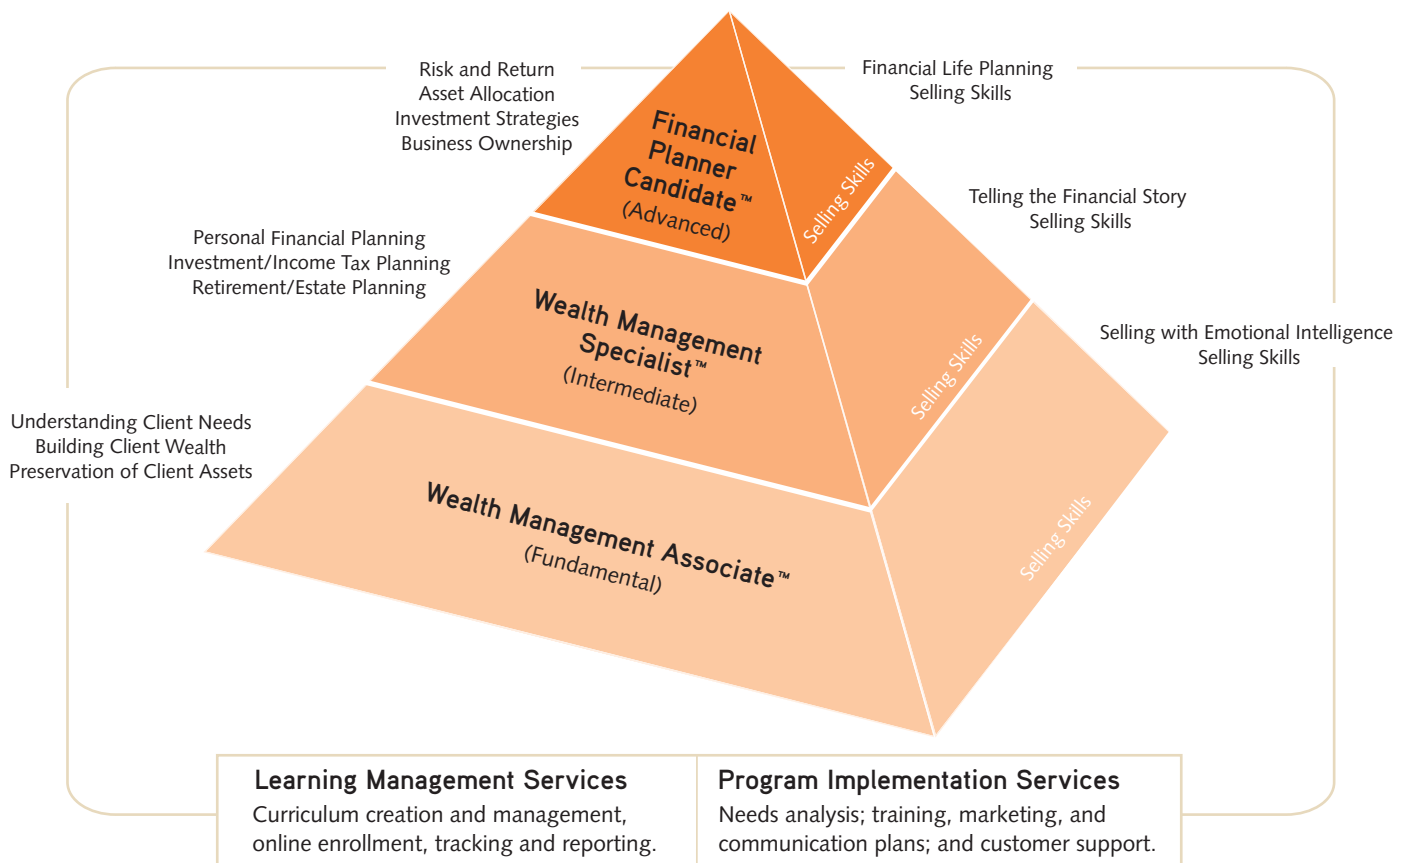 Risk and Return
Asset Allocation
Investment Strategies
Business Ownership
Financial Life Planning
Selling Skills
Financial
Planner
Candidate™
(Advanced)
Selling Skills
Telling the Financial Story
Selling Skills
Personal Financial Planning
Investment/Income Tax Planning
Retirement/Estate Planning
Wealth Management
Specialist™
(Intermediate)
Selling Skills
Selling with Emotional Intelligence
Selling Skills
Understanding Client Needs
Building Client Wealth
Preservation of Client Assets
Wealth Management Associate™
(Fundamental)
Selling Skills
Learning Management Services
Curriculum creation and management,
online enrollment, tracking and reporting.
Program Implementation Services
Needs analysis; training, marketing, and
communication plans; and customer support.